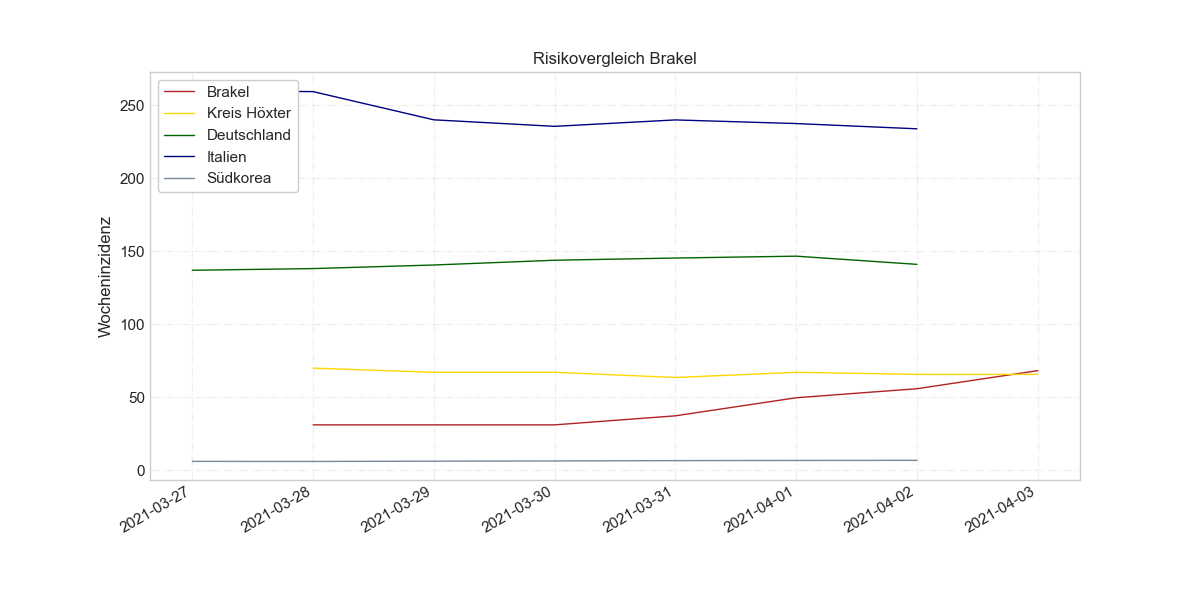 Risikovergleich Brakel
Brakel
Kreis Höxter
Deutschland
Italien
Südkorea
Wocheninzidenz
250
200
150
100
50
0
2021-03-27
2021-03-28
2021-03-29
2021-03-30
2021-03-31
2021-04-01
2021-04-02
2021-04-03